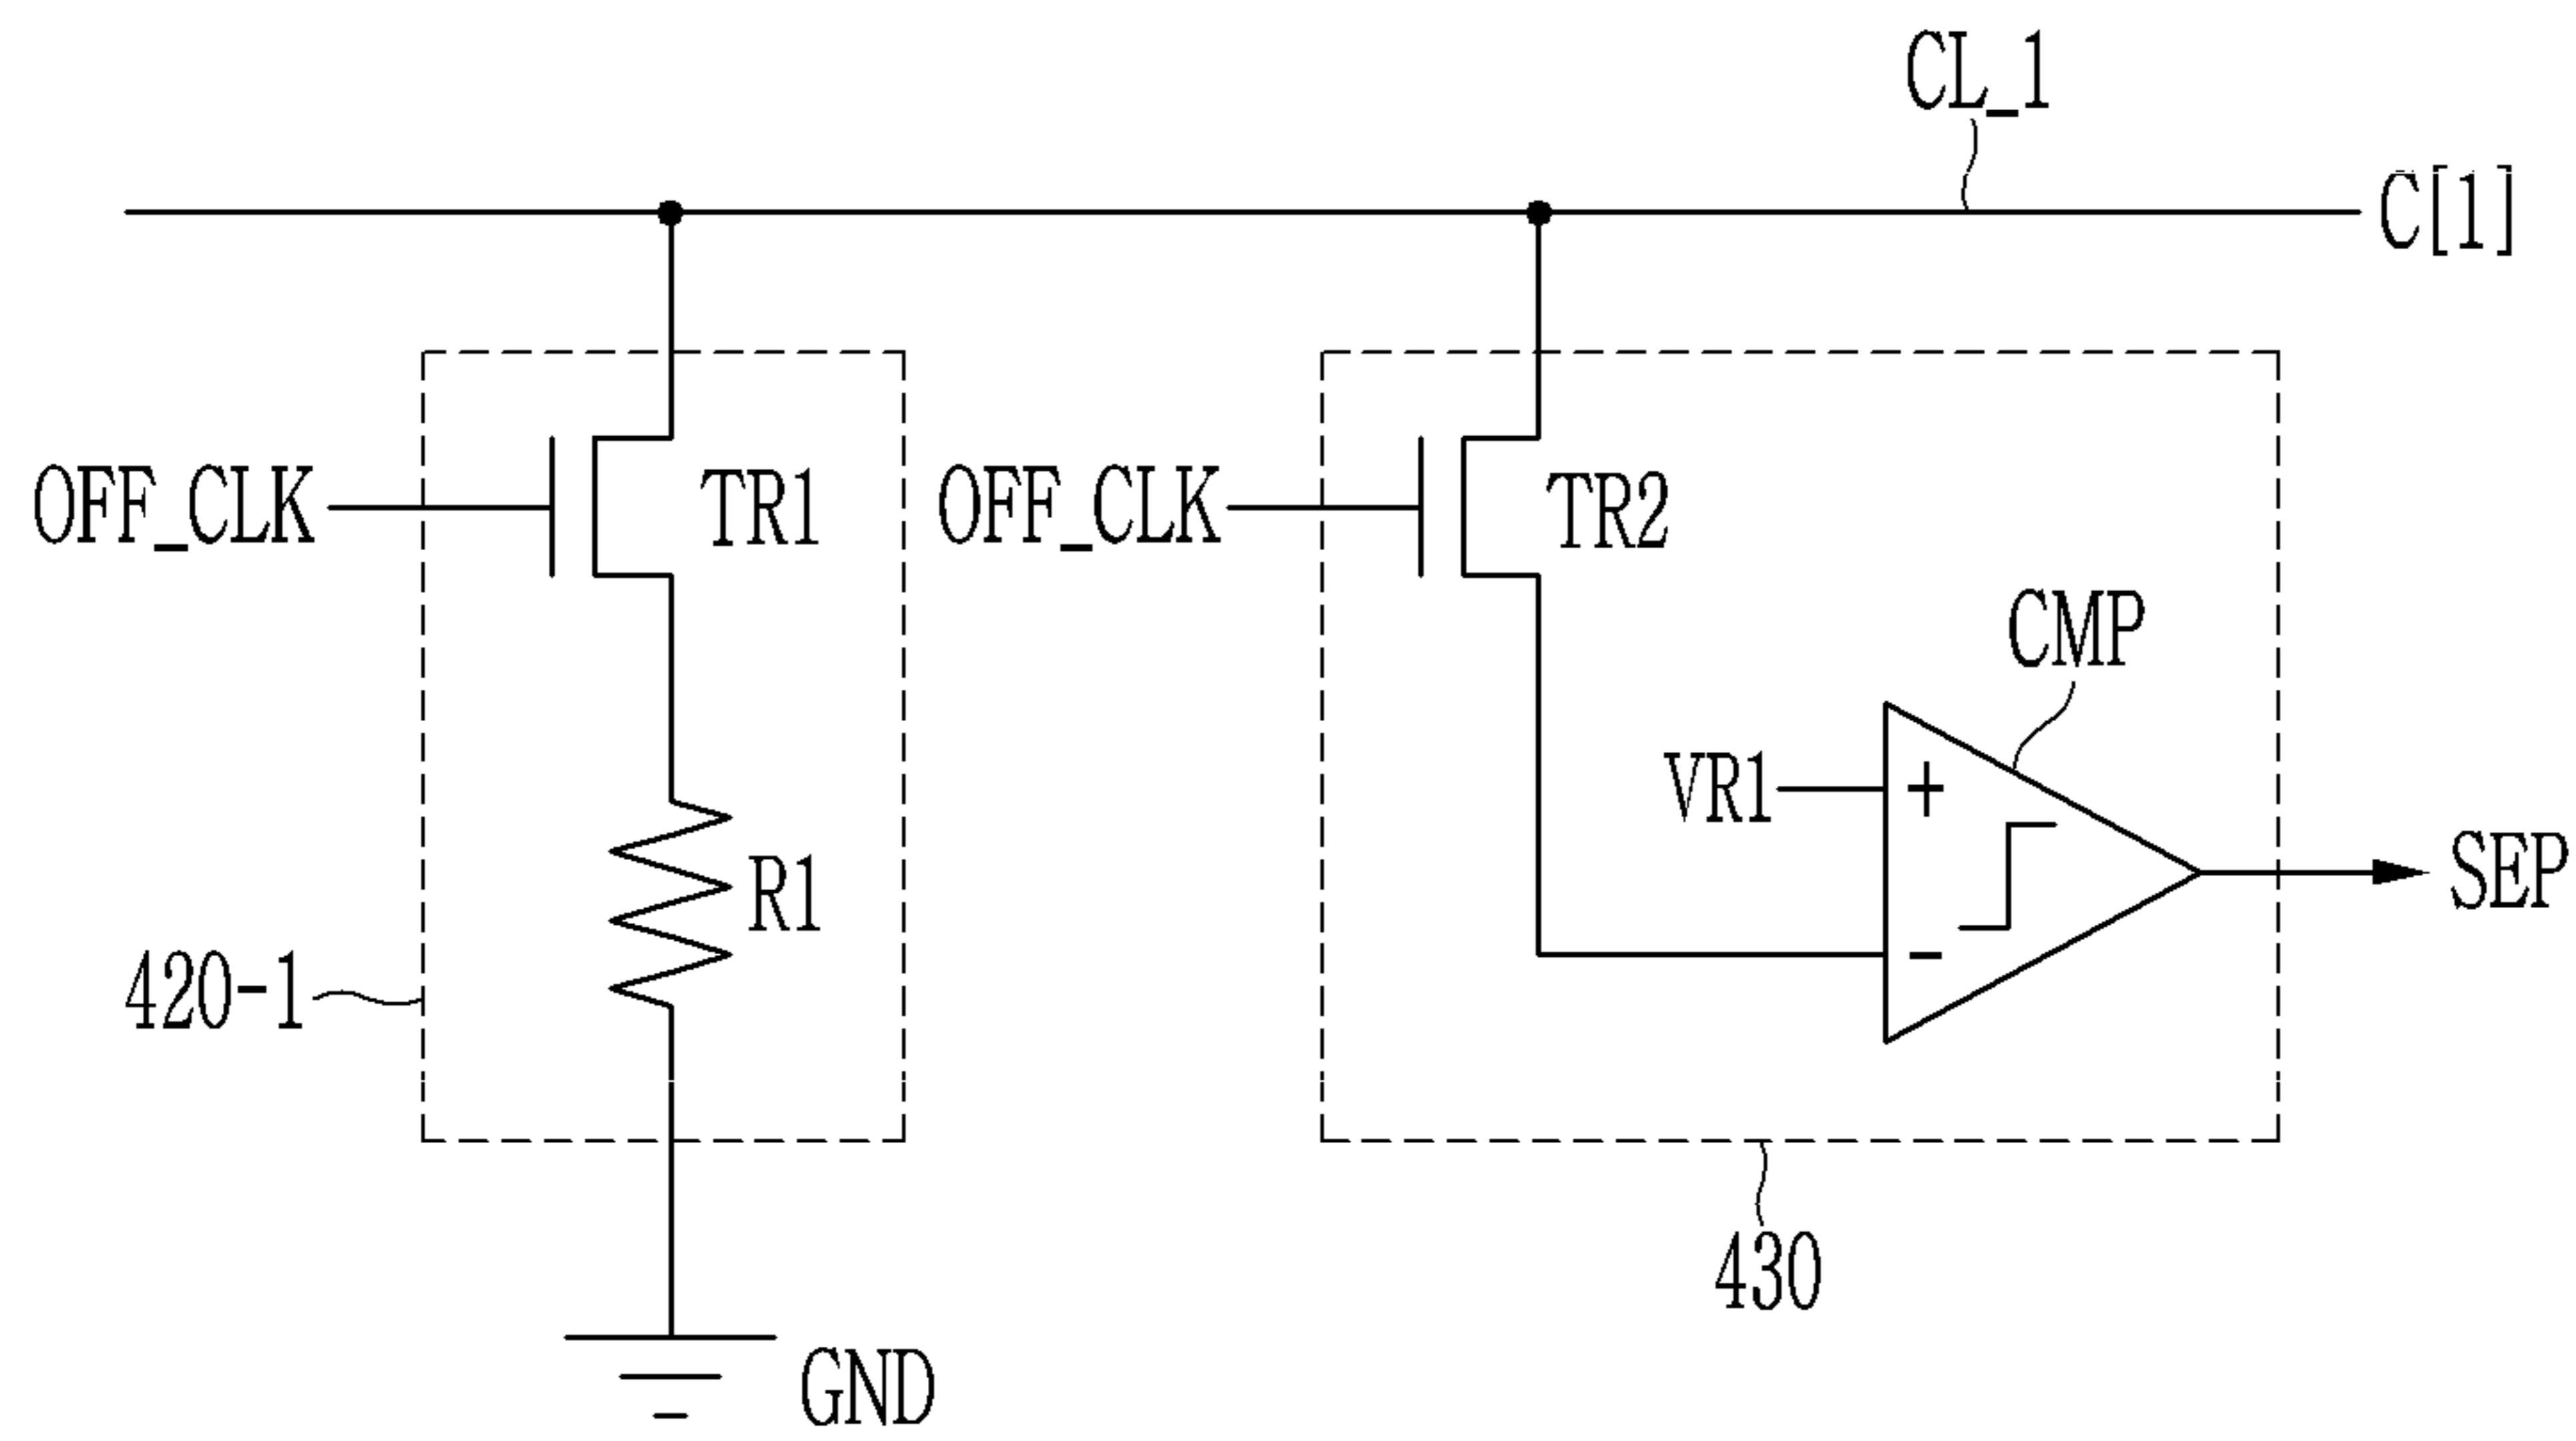 CL_1
C[1]
OFF_CLK
TR1
OFF_CLK
TR2
CMP
VR1
+
R1
SEP
-
420-1
430
GND